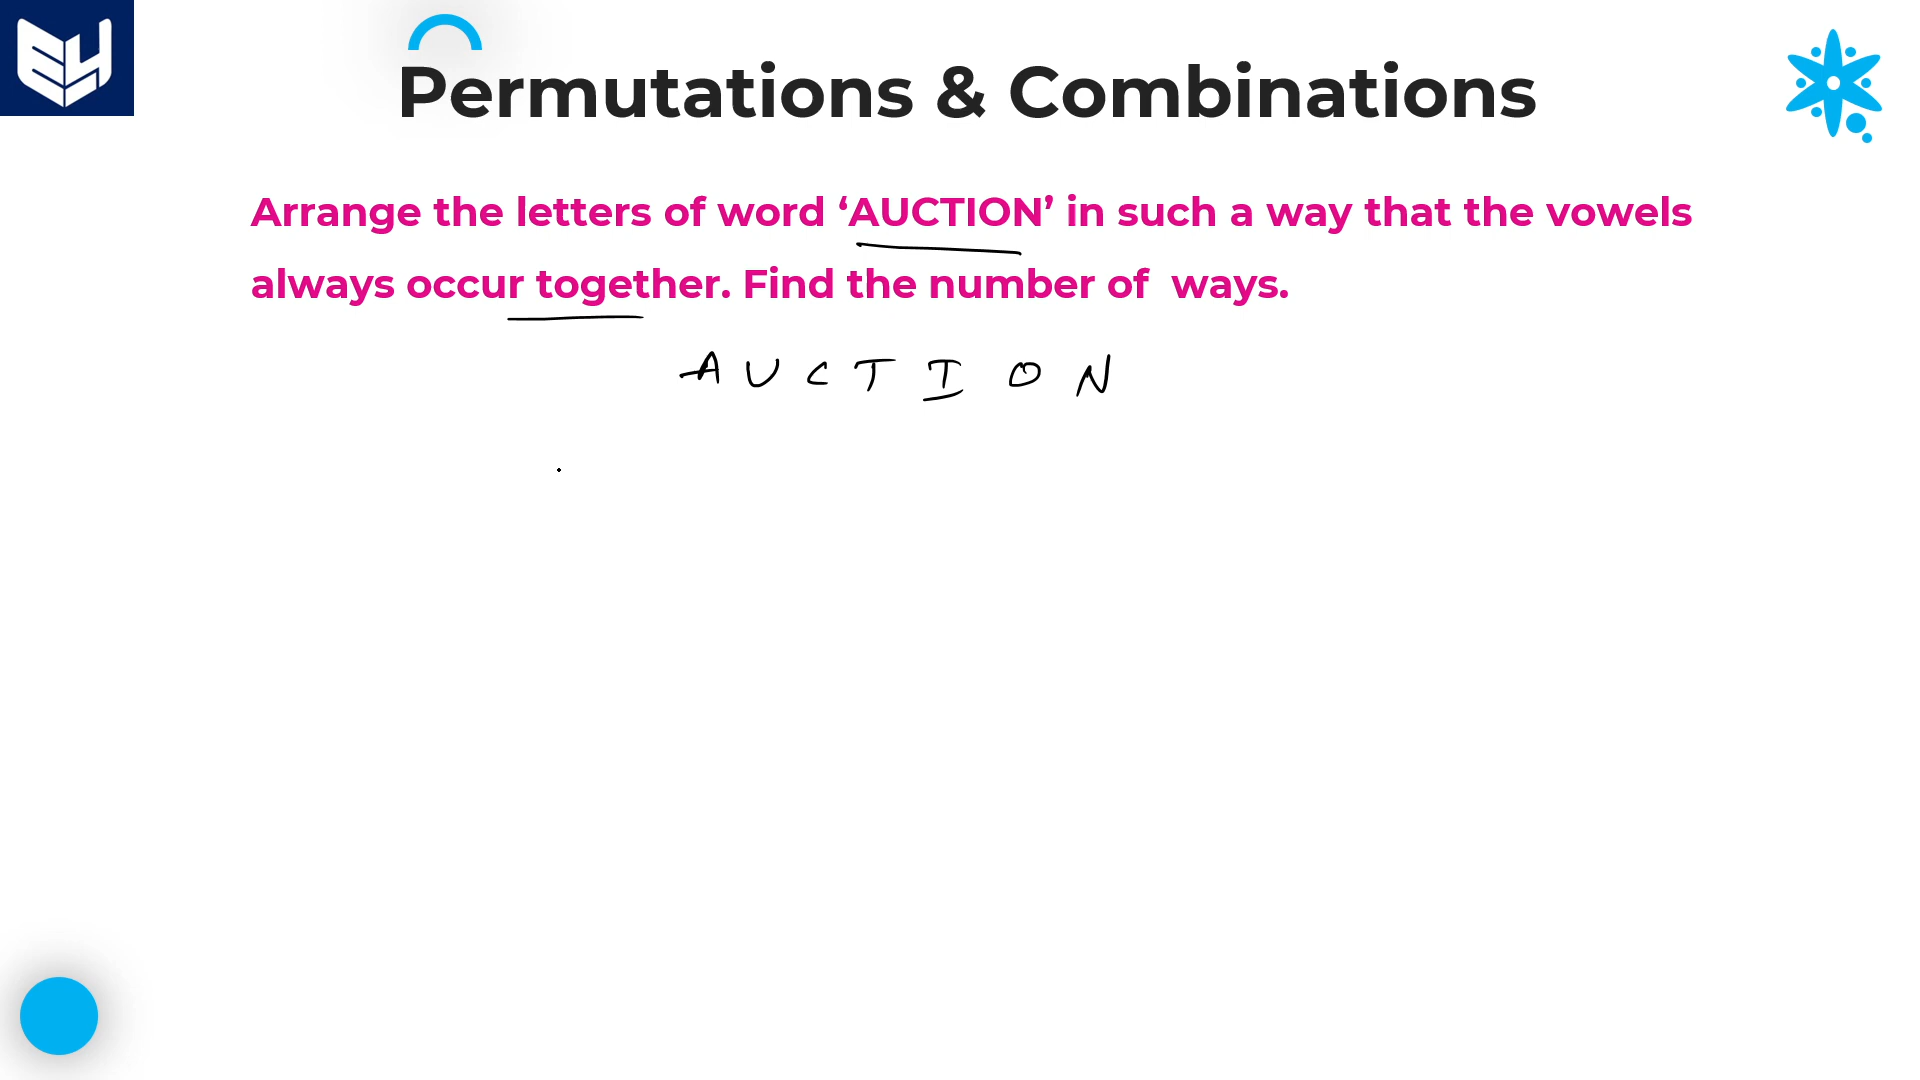 Permutations & Combinations
Arrange the letters of word ‘AUCTION’ in such a way that the vowels
always occur together. Find the number of ways.
A U C T I O N